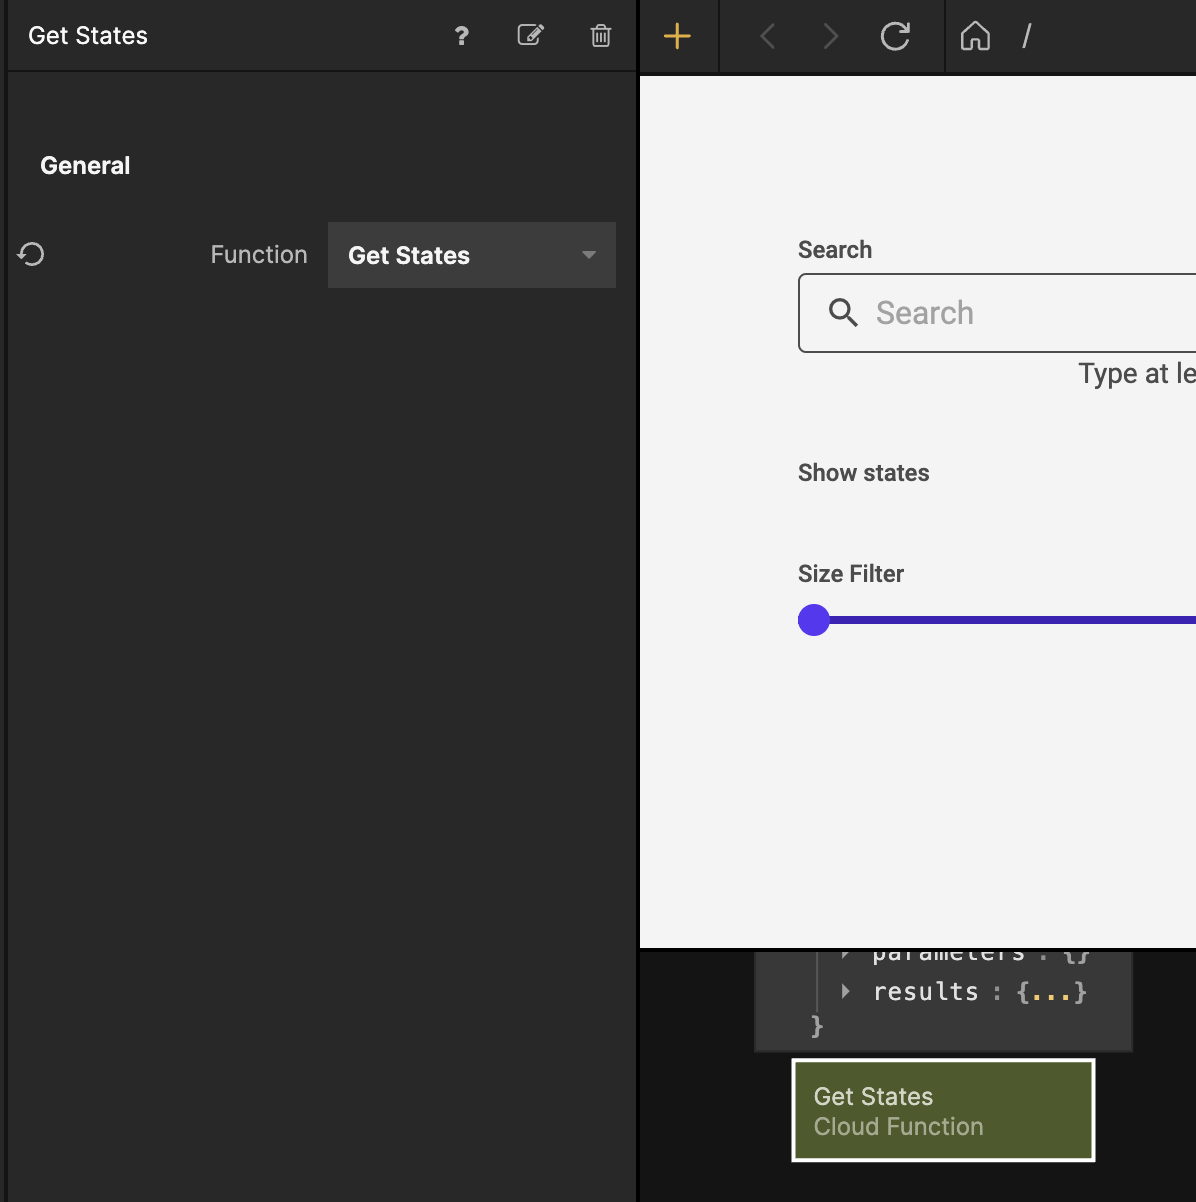 Get States
?
/
General
Function
Get States
Search
Search
Type at le
Show states
Size Filter
parameters : {}
results : {...}
}
Get States
Cloud Function